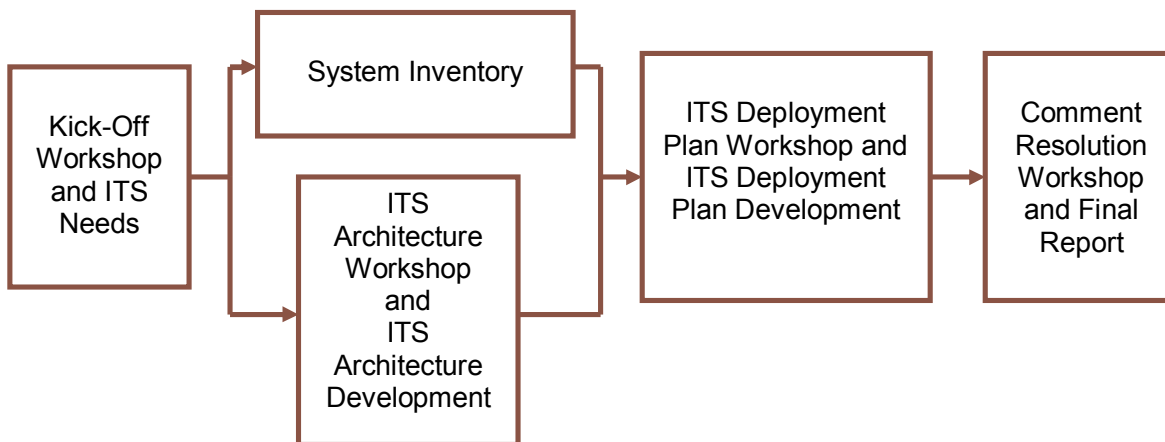 Kick-Off
Workshop
and ITS
Needs
System Inventory
ITS
Architecture
Workshop
and
ITS
Architecture
Development
ITS Deployment
Plan Workshop and
ITS Deployment
Plan Development
Comment
Resolution
Workshop
and Final
Report